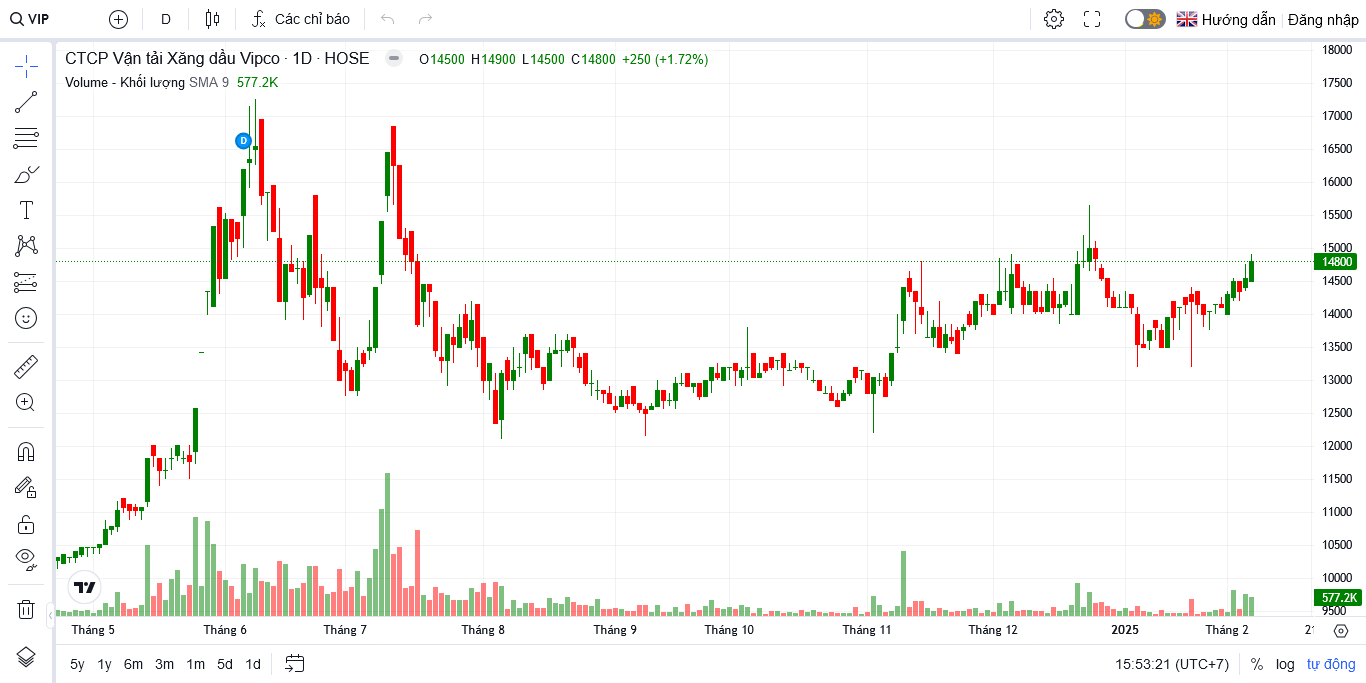 VIP D Các chỉ báo Hướng dẫn Đăng nhập
CTCP Vận tải Xăng dầu Vipco · 1D · HOSE O14500 H14900 L14500 C14800 +250 (+1.72%)
Volume - Khối lượng SMA 9 577.2K
D
18000
17500
17000
16500
16000
15500
15000
14800
14500
14000
13500
13000
12500
12000
11500
11000
10500
10000
577.2K
9500
Tháng 5 Tháng 6 Tháng 7 Tháng 8 Tháng 9 Tháng 10 Tháng 11 Tháng 12 2025 Tháng 2 21
5y 1y 6m 3m 1m 5d 1d 15:53:21 (UTC+7) % log tự động